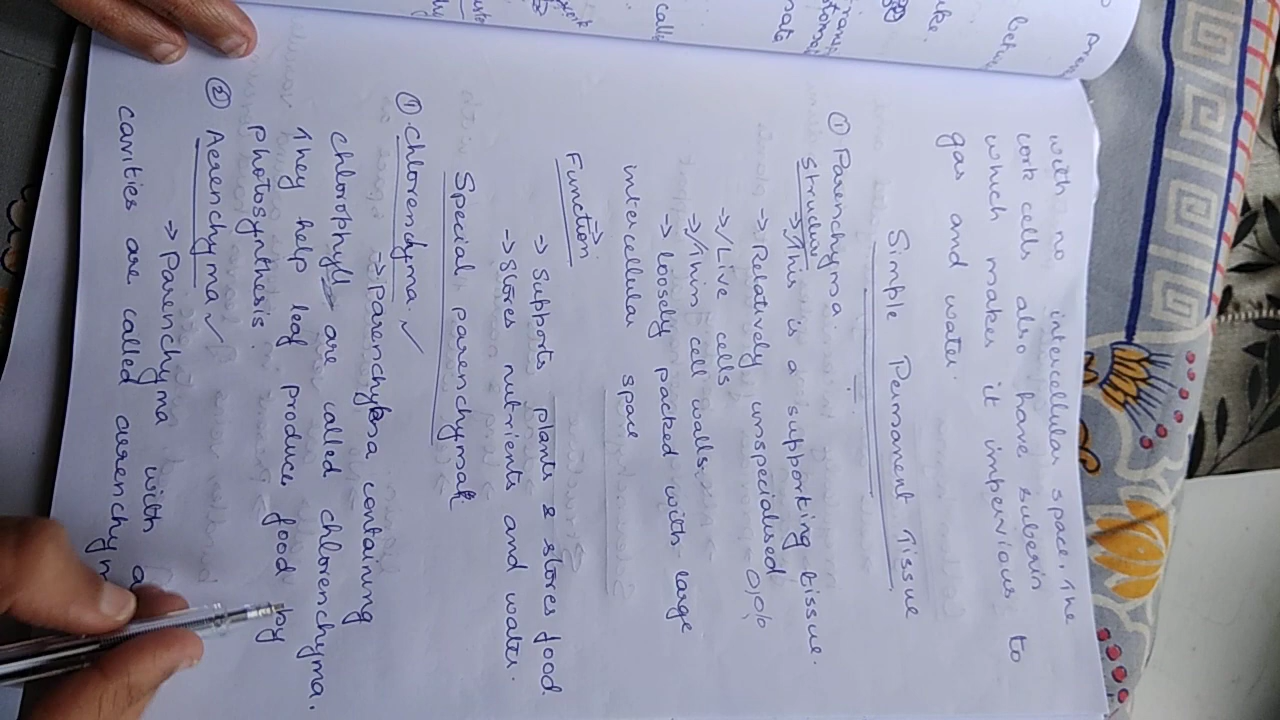 with no intercellular space. The
cork cells also have suberin
which makes it impervious to
gas and water.
Simple Permanent Tissue
① Parenchyma.
Structure → This is a supporting tissue.
→ Relatively unspecialised
→ Live cells
→ Thin cell walls
→ loosely packed with large
intercellular space
Function
→ Supports plants & stores food
→ Stores nutrients and water.
Special parenchyma
① Chlorenchyma ✓
→ Parenchyma containing
chlorophyll are called chlorenchyma.
They help leaf produce food by
photosynthesis.
② Aerenchyma ✓
→ Parenchyma with
cavities are called aerenchym